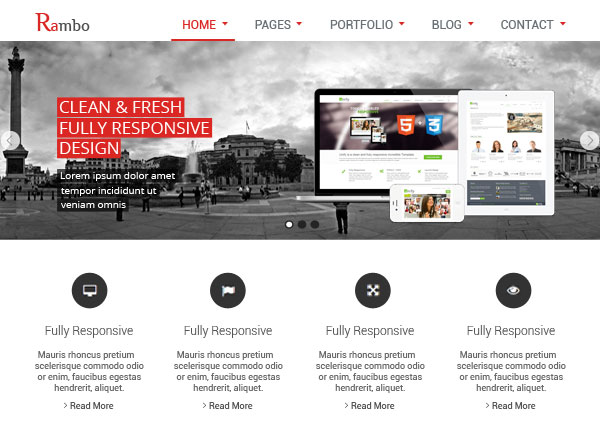 Rambo
HOME PAGES PORTFOLIO BLOG CONTACT
CLEAN & FRESH
FULLY RESPONSIVE
DESIGN
Lorem ipsum dolor amet
tempor incididunt ut
veniam omnis
Fully Responsive
Mauris rhoncus pretium
scelerisque commodo odio
or enim, faucibus egestas
hendrerit, aliquet.
Read More
Fully Responsive
Mauris rhoncus pretium
scelerisque commodo odio
or enim, faucibus egestas
hendrerit, aliquet.
Read More
Fully Responsive
Mauris rhoncus pretium
scelerisque commodo odio
or enim, faucibus egestas
hendrerit, aliquet.
Read More
Fully Responsive
Mauris rhoncus pretium
scelerisque commodo odio
or enim, faucibus egestas
hendrerit, aliquet.
Read More